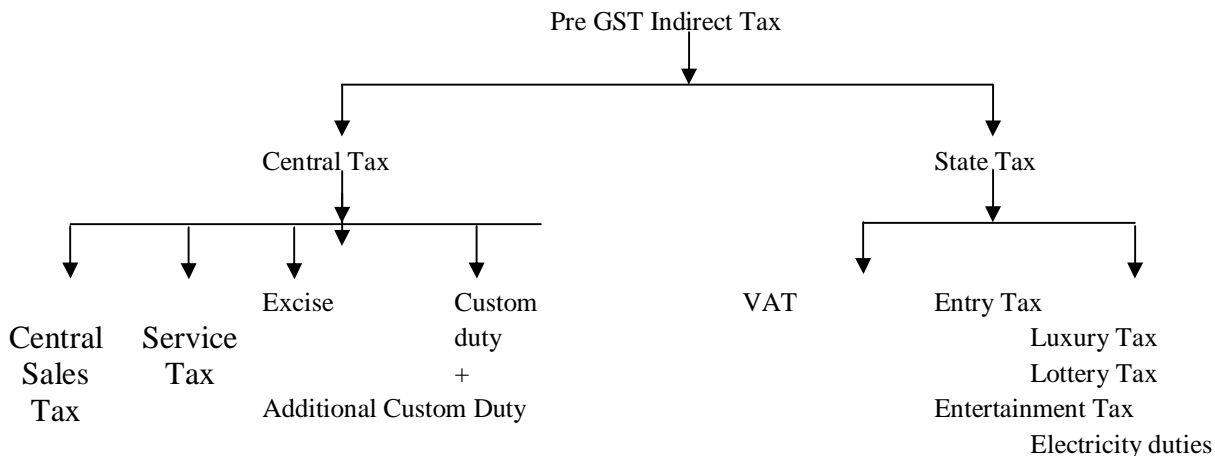 Pre GST Indirect Tax
Central Tax
State Tax
Central
Sales
Tax
Service
Tax
Excise
Custom
duty
+
Additional Custom Duty
VAT
Entry Tax
Luxury Tax
Lottery Tax
Entertainment Tax
Electricity duties